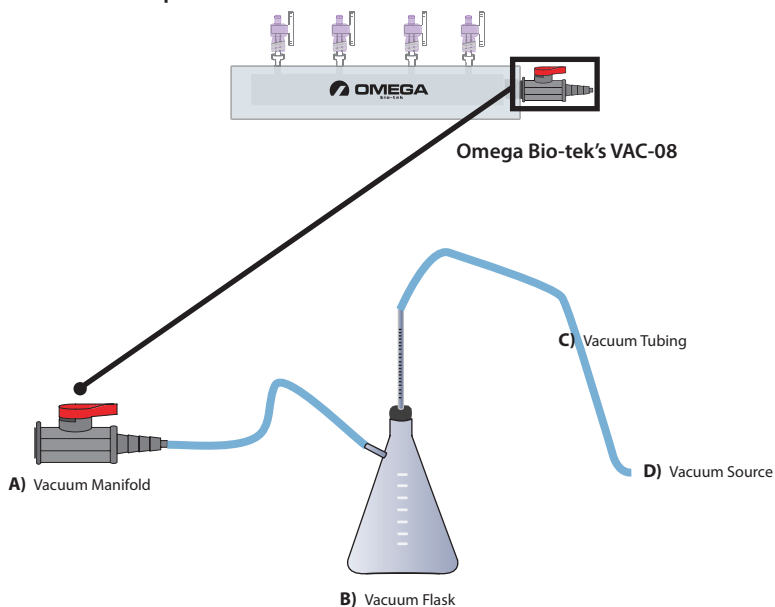 OMEGA
bio-tek
Omega Bio-tek's VAC-08
C) Vacuum Tubing
D) Vacuum Source
A) Vacuum Manifold
B) Vacuum Flask